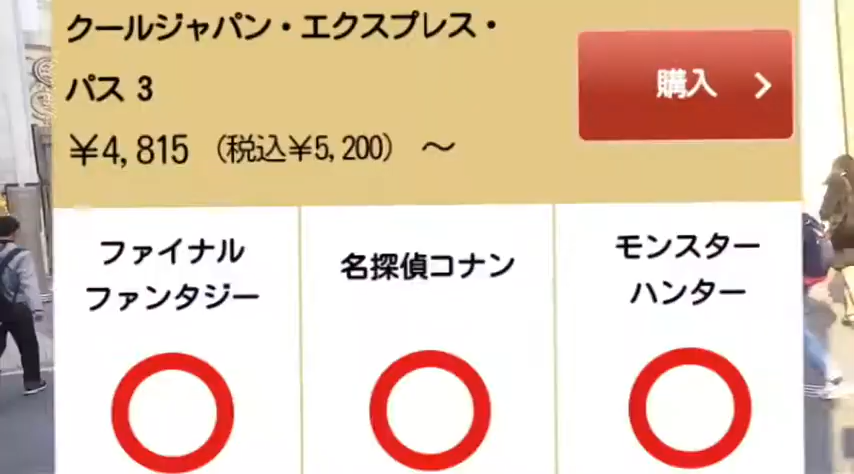 クールジャパン・エクスプレス・
パス 3
購入
￥4,815 （税込￥5,200） ～
ファイナル
ファンタジー
名探偵コナン
モンスター
ハンター